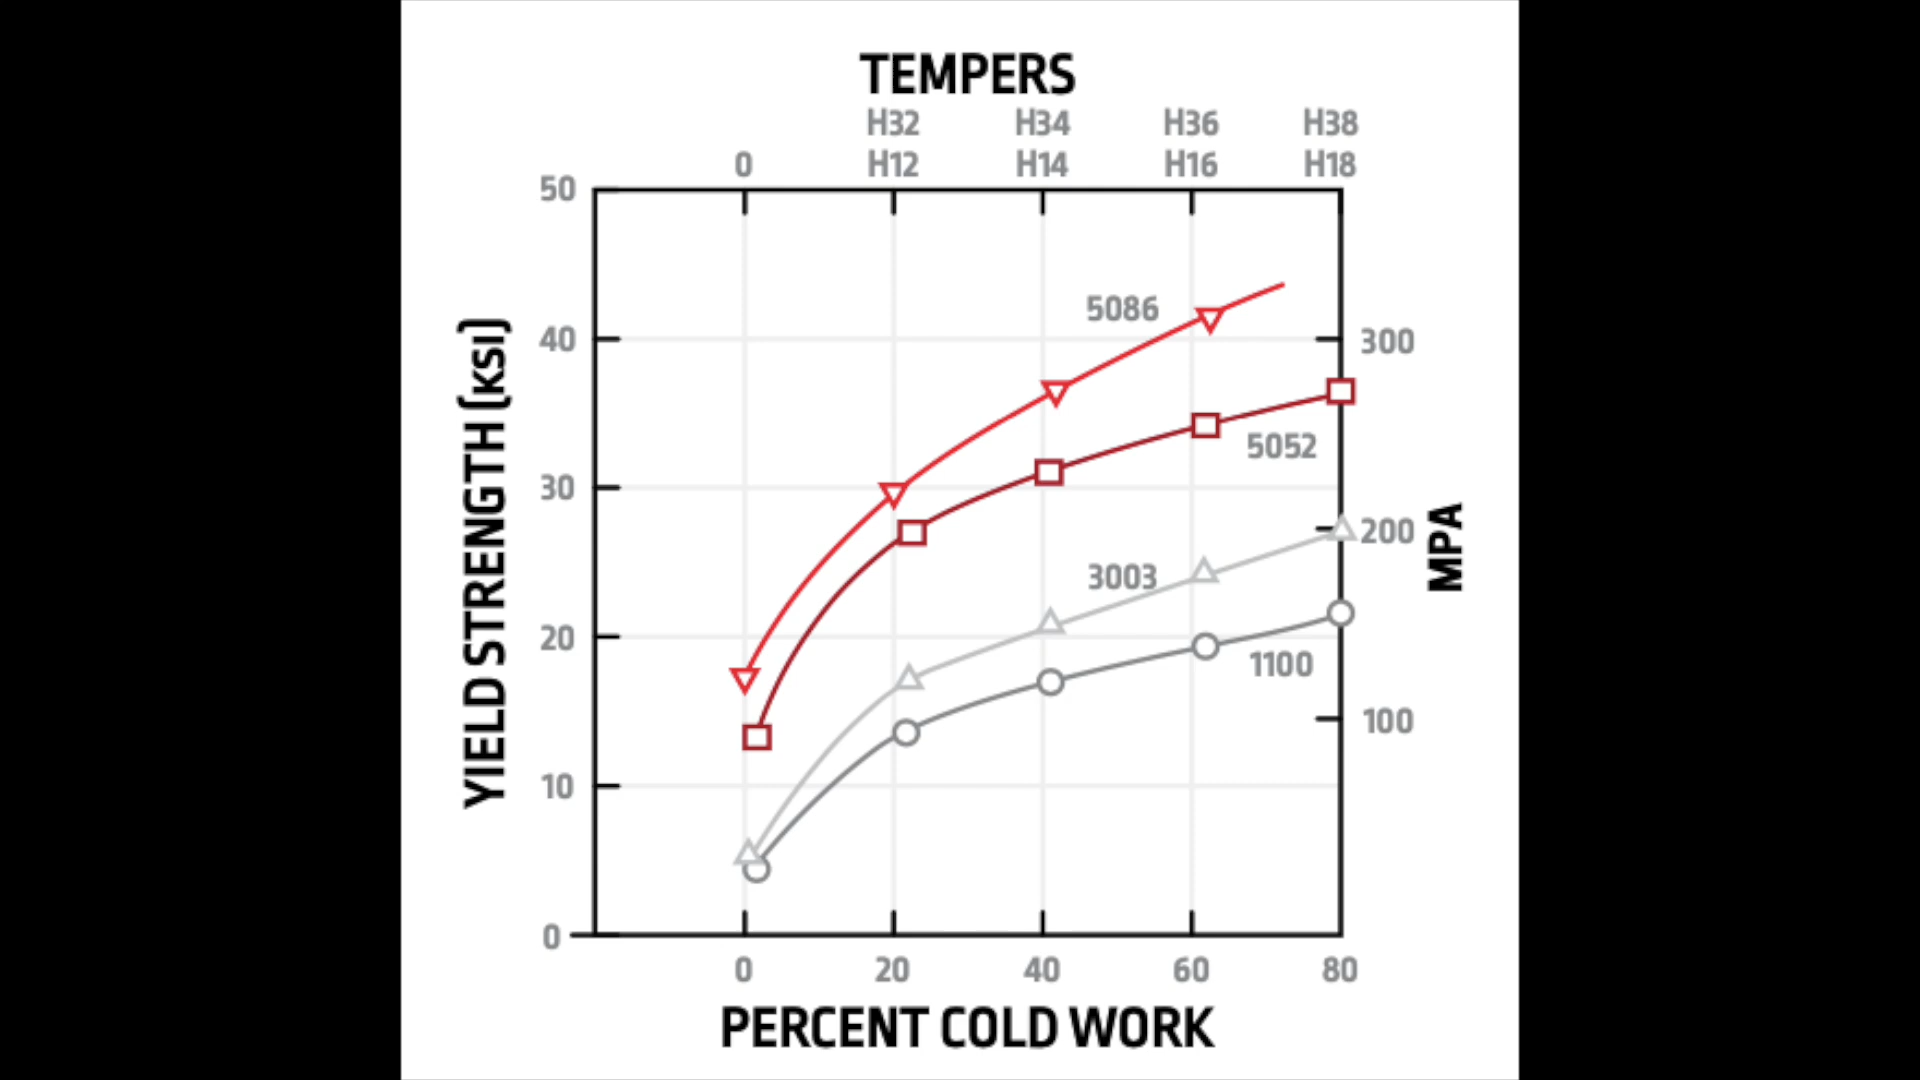 TEMPERS
H32 H34 H36 H38
0 H12 H14 H16 H18
50
5086
40 300
5052
30
200
3003
20
1100
100
10
0
0 20 40 60 80
YIELD STRENGTH (KSI)
MPA
PERCENT COLD WORK